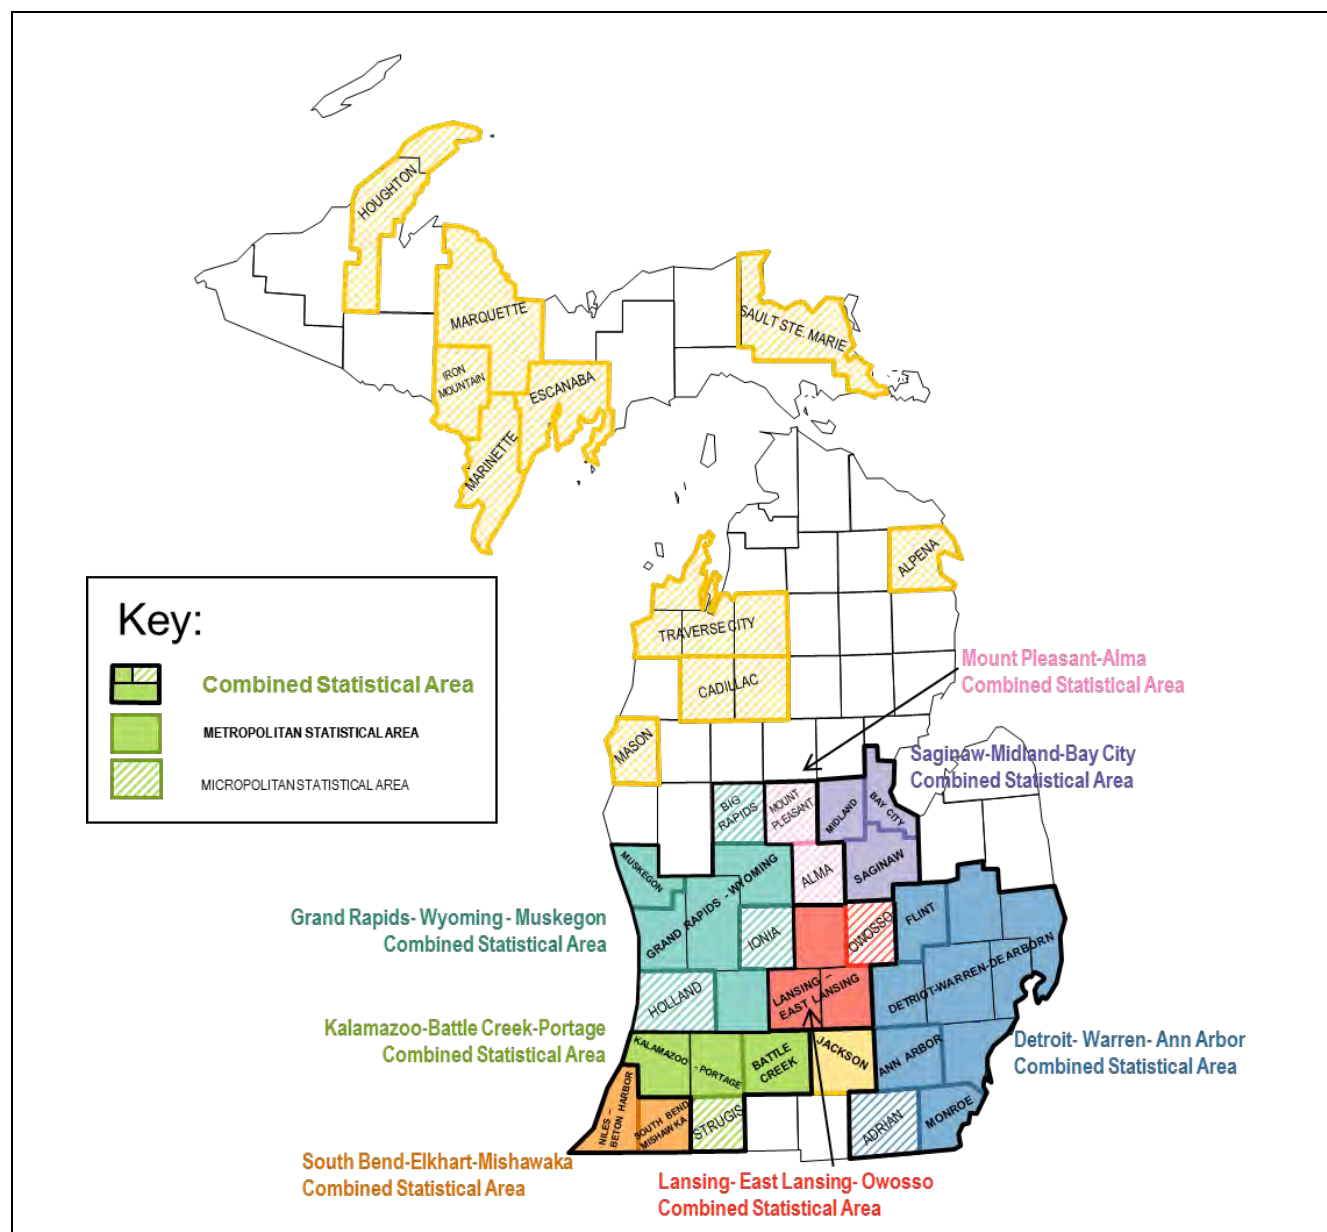 HOUGHTON
MARQUETTE
SAULT STE. MARIE
IRON
MOUNTAIN
ESCANABA
MARINETTE
ALPENA
TRAVERSE CITY
CADILLAC
MASON
Key:
Combined Statistical Area
METROPOLITAN STATISTICAL AREA
MICROPOLITAN STATISTICAL AREA
Mount Pleasant-Alma
Combined Statistical Area
Saginaw-Midland-Bay City
Combined Statistical Area
BIG
RAPIDS
MOUNT
PLEASANT
MIDLAND
BAY CITY
MUSKEGON
GRAND RAPIDS - WYOMING
ALMA
SAGINAW
Grand Rapids- Wyoming - Muskegon
Combined Statistical Area
IONIA
OWOSSO
FLINT
DETRIOT-WARREN-DEARBORN
HOLLAND
LANSING –
EAST LANSING
Kalamazoo-Battle Creek-Portage
Combined Statistical Area
KALAMAZOO
- PORTAGE
BATTLE
CREEK
JACKSON
ANN ARBOR
Detroit- Warren- Ann Arbor
Combined Statistical Area
NILES –
BETON HARBOR
SOUTH BEND
MISHAWKA
STRUGIS
ADRIAN
MONROE
South Bend-Elkhart-Mishawaka
Combined Statistical Area
Lansing- East Lansing- Owosso
Combined Statistical Area